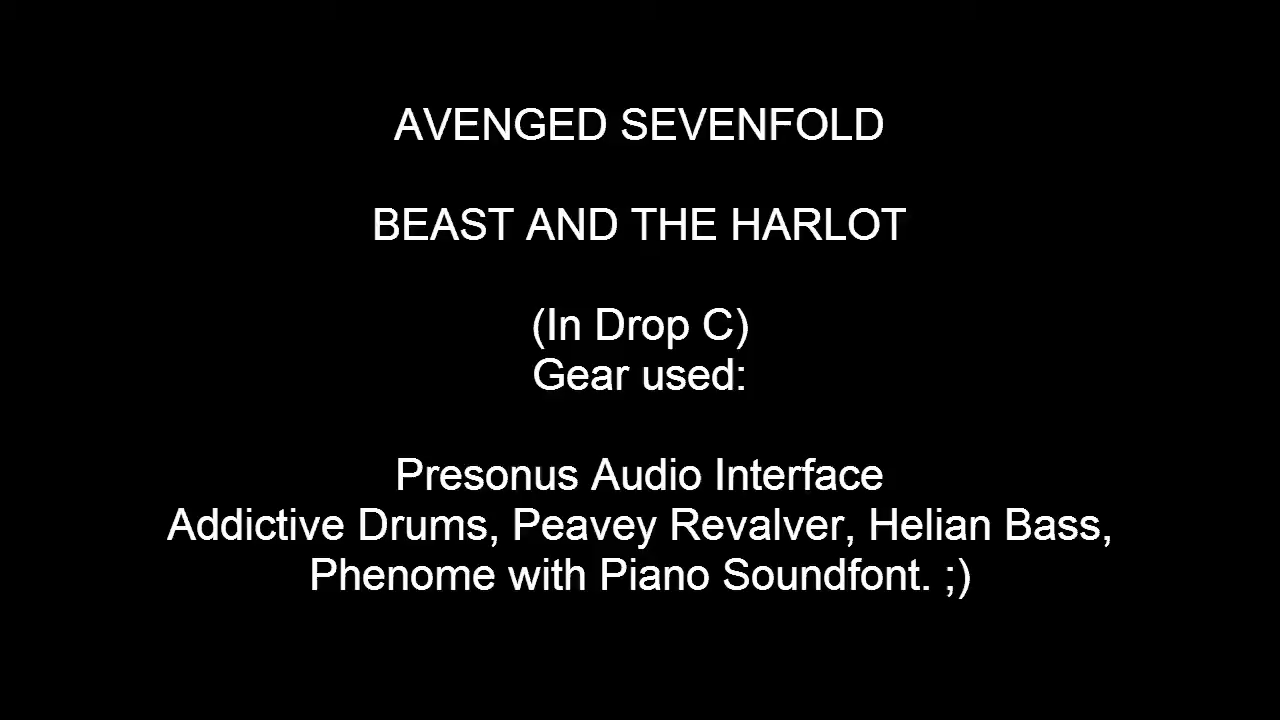 AVENGED SEVENFOLD
BEAST AND THE HARLOT
(In Drop C)
Gear used:
Presonus Audio Interface
Addictive Drums, Peavey Revalver, Helian Bass,
Phenome with Piano Soundfont. ;)